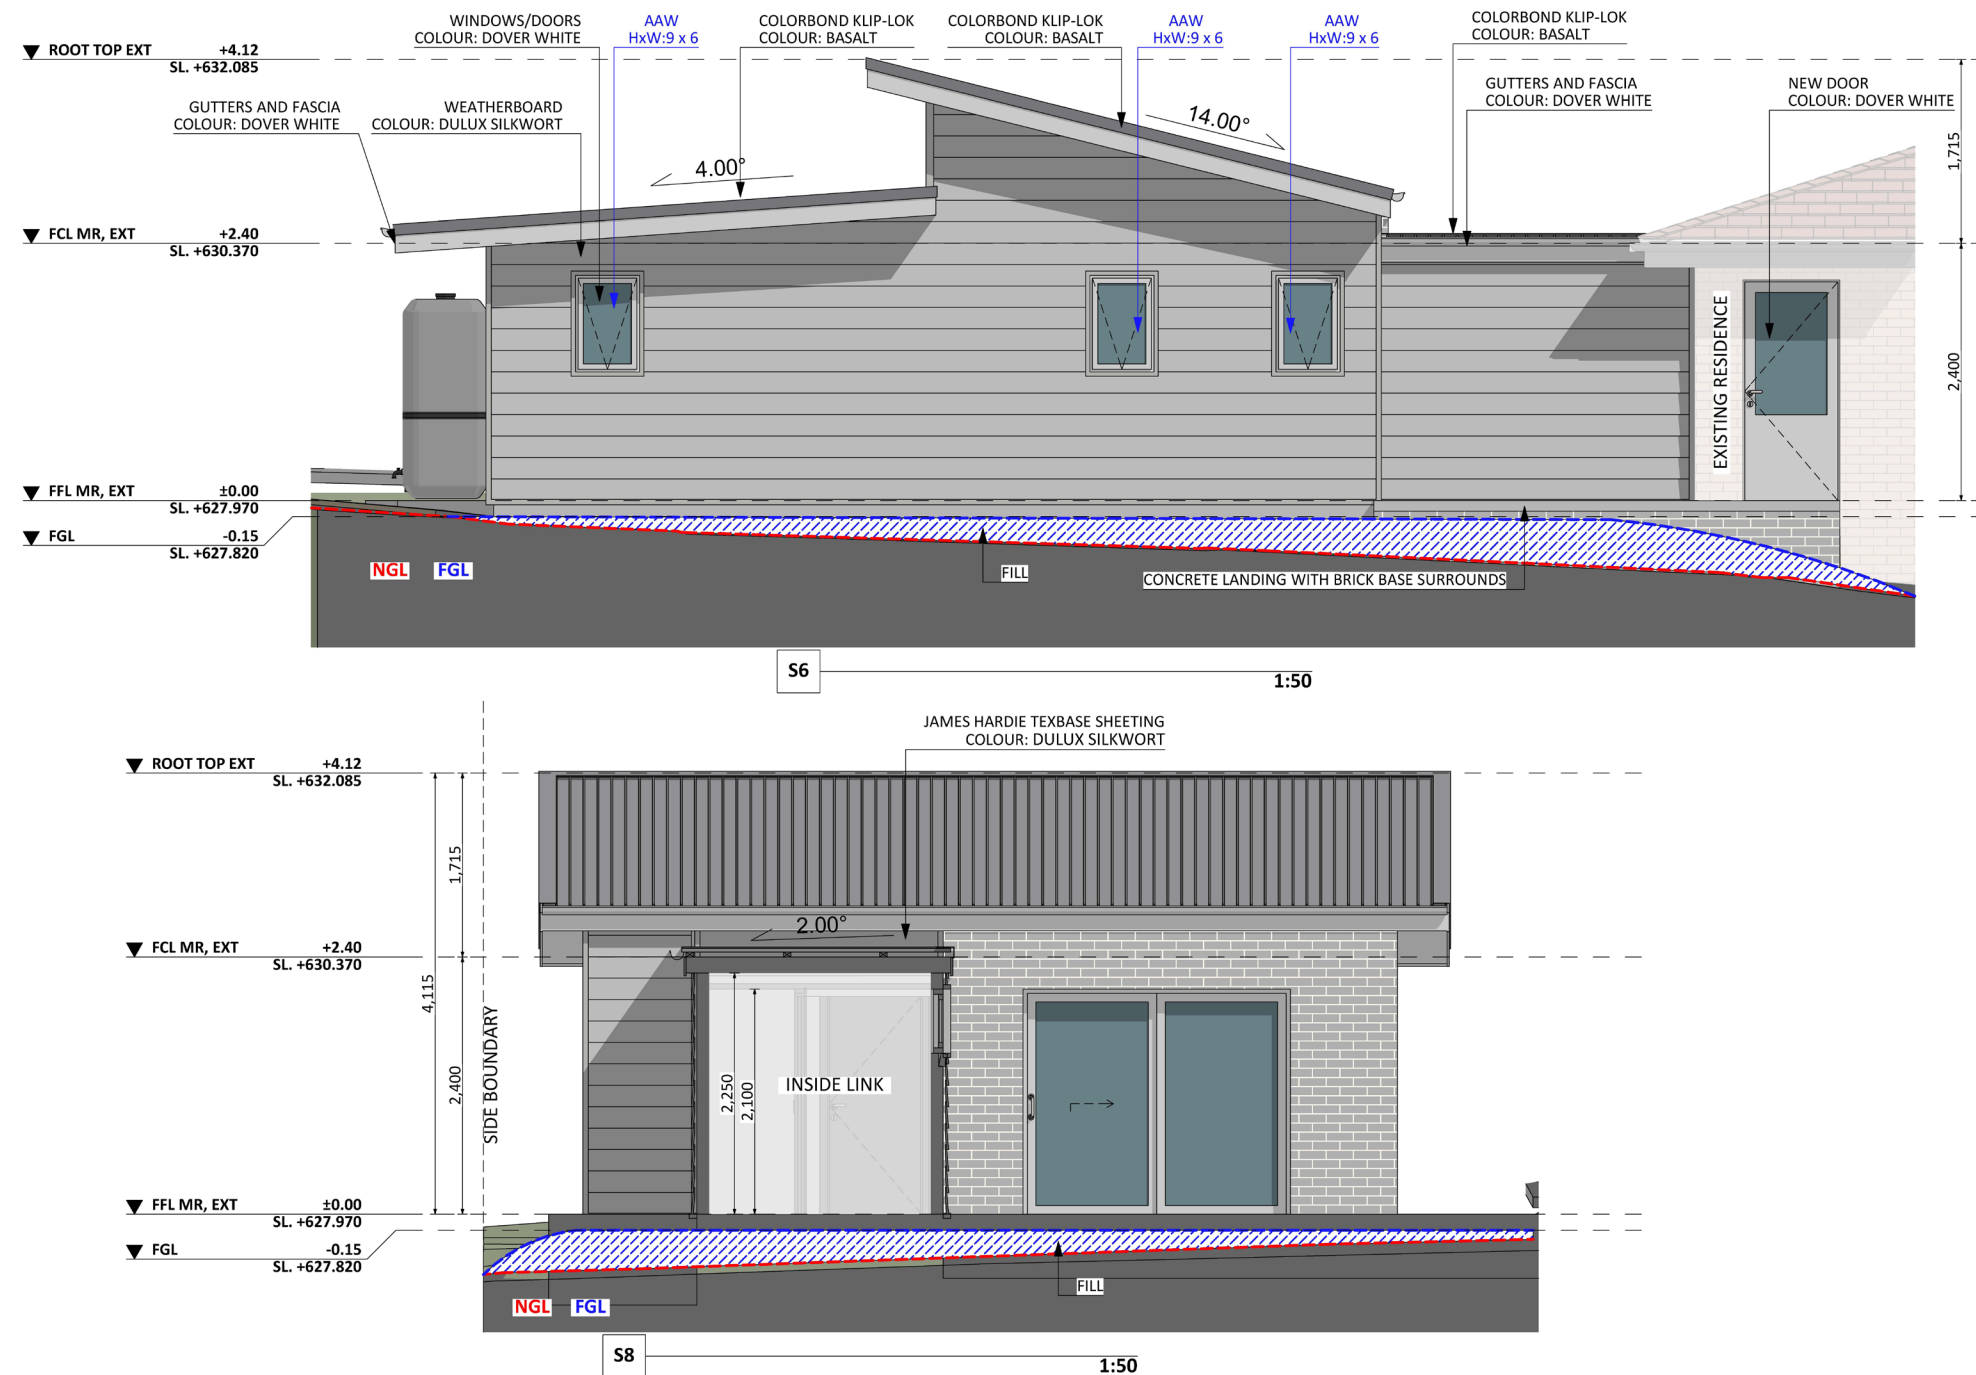 WINDOWS/DOORS
COLOUR: DOVER WHITE
AAW
HxW:9 x 6
COLORBOND KLIP-LOK
COLOUR: BASALT
COLORBOND KLIP-LOK
COLOUR: BASALT
AAW
HxW:9 x 6
AAW
HxW:9 x 6
COLORBOND KLIP-LOK
COLOUR: BASALT
ROOT TOP EXT +4.12
SL. +632.085
GUTTERS AND FASCIA
COLOUR: DOVER WHITE
WEATHERBOARD
COLOUR: DULUX SILKWORT
GUTTERS AND FASCIA
COLOUR: DOVER WHITE
NEW DOOR
COLOUR: DOVER WHITE
14.00°
4.00°
1,715
FCL MR, EXT +2.40
SL. +630.370
EXISTING RESIDENCE
2,400
FFL MR, EXT ±0.00
SL. +627.970
FGL -0.15
SL. +627.820
NGL FGL
FILL
CONCRETE LANDING WITH BRICK BASE SURROUNDS
S6
1:50
JAMES HARDIE TEXBASE SHEETING
COLOUR: DULUX SILKWORT
ROOT TOP EXT +4.12
SL. +632.085
1,715
2.00°
FCL MR, EXT +2.40
SL. +630.370
4,115
2,400
SIDE BOUNDARY
2,250
2,100
INSIDE LINK
FFL MR, EXT ±0.00
SL. +627.970
FGL -0.15
SL. +627.820
FILL
NGL FGL
S8
1:50